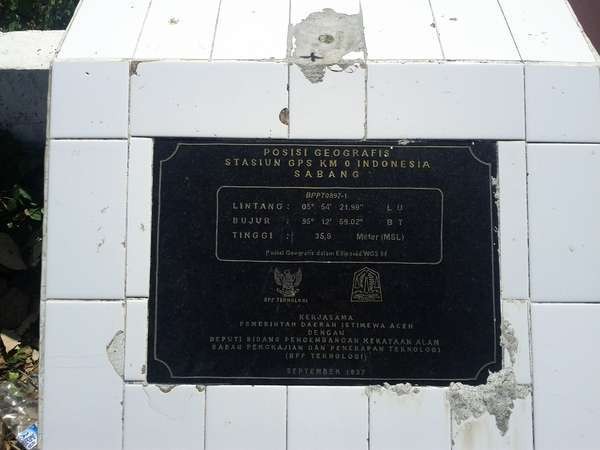 POSISI GEOGRAFIS
STASIUN GPS KM 0 INDONESIA
SABANG
BPPT0897-1
LINTANG : 05° 54' 21.99" L U
BUJUR : 95° 12' 59.02" B T
TINGGI : 35,8 Meter (MSL)
Posisi Geografi dalam Ellipsoid WGS 84
BPP TEKNOLOGI
KERJASAMA
PEMERINTAH DAERAH ISTIMEWA ACEH
DENGAN
DEPUTI BIDANG PENGEMBANGAN KEKAYAAN ALAM
BADAN PENGKAJIAN DAN PENERAPAN TEKNOLOGI
(BPP TEKNOLOGI)
SEPTEMBER 1997